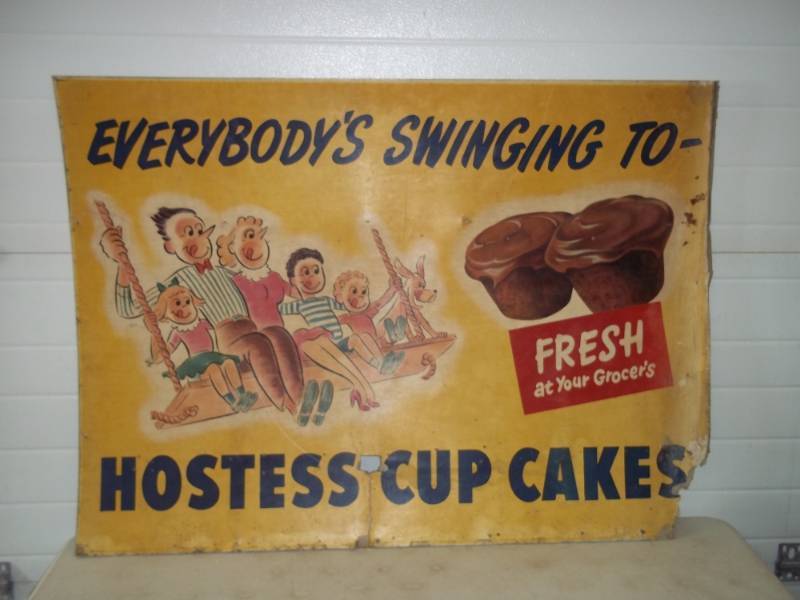 EVERYBODY'S SWINGING TO-
FRESH
at Your Grocer's
HOSTESS CUP CAKES